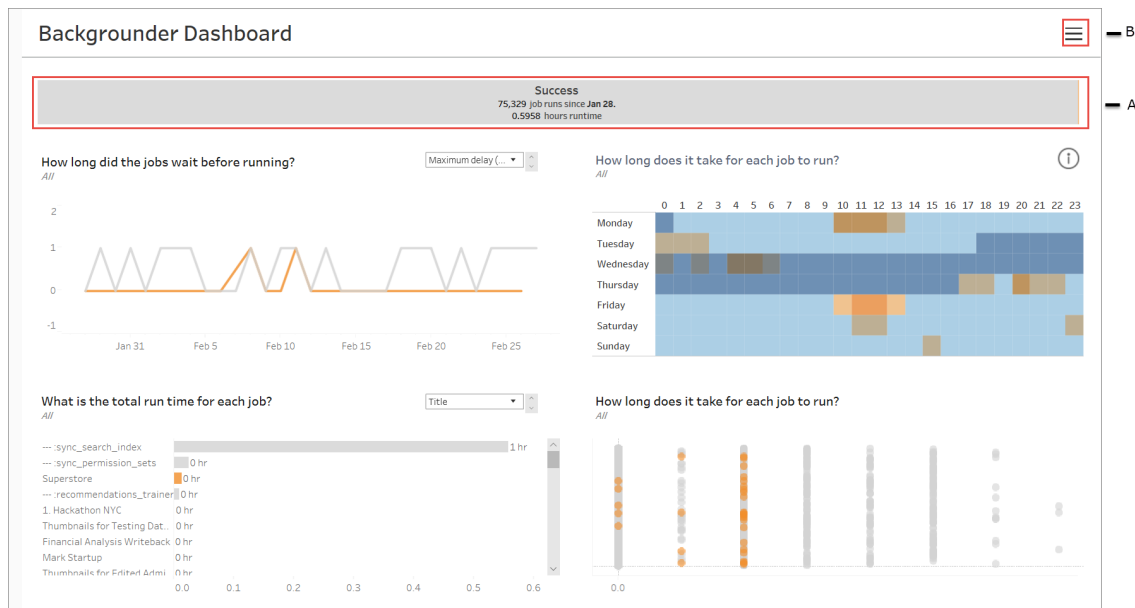 Backgrounder Dashboard
B
Success
75,329 job runs since Jan 28.
0.5958 hours runtime
A
How long did the jobs wait before running?
All
Maximum delay (...
2
1
0
-1
Jan 31 Feb 5 Feb 10 Feb 15 Feb 20 Feb 25
How long does it take for each job to run?
All
0 1 2 3 4 5 6 7 8 9 10 11 12 13 14 15 16 17 18 19 20 21 22 23
Monday
Tuesday
Wednesday
Thursday
Friday
Saturday
Sunday
What is the total run time for each job?
All
Title
--- :sync_search_index 1 hr
--- :sync_permission_sets 0 hr
Superstore 0 hr
--- :recommendations_trainer 0 hr
1. Hackathon NYC 0 hr
Thumbnails for Testing Dat.. 0 hr
Financial Analysis Writeback 0 hr
Mark Startup 0 hr
Thumbnails for Edited Admi.. 0 hr
0.0 0.1 0.2 0.3 0.4 0.5 0.6
How long does it take for each job to run?
All
0.0